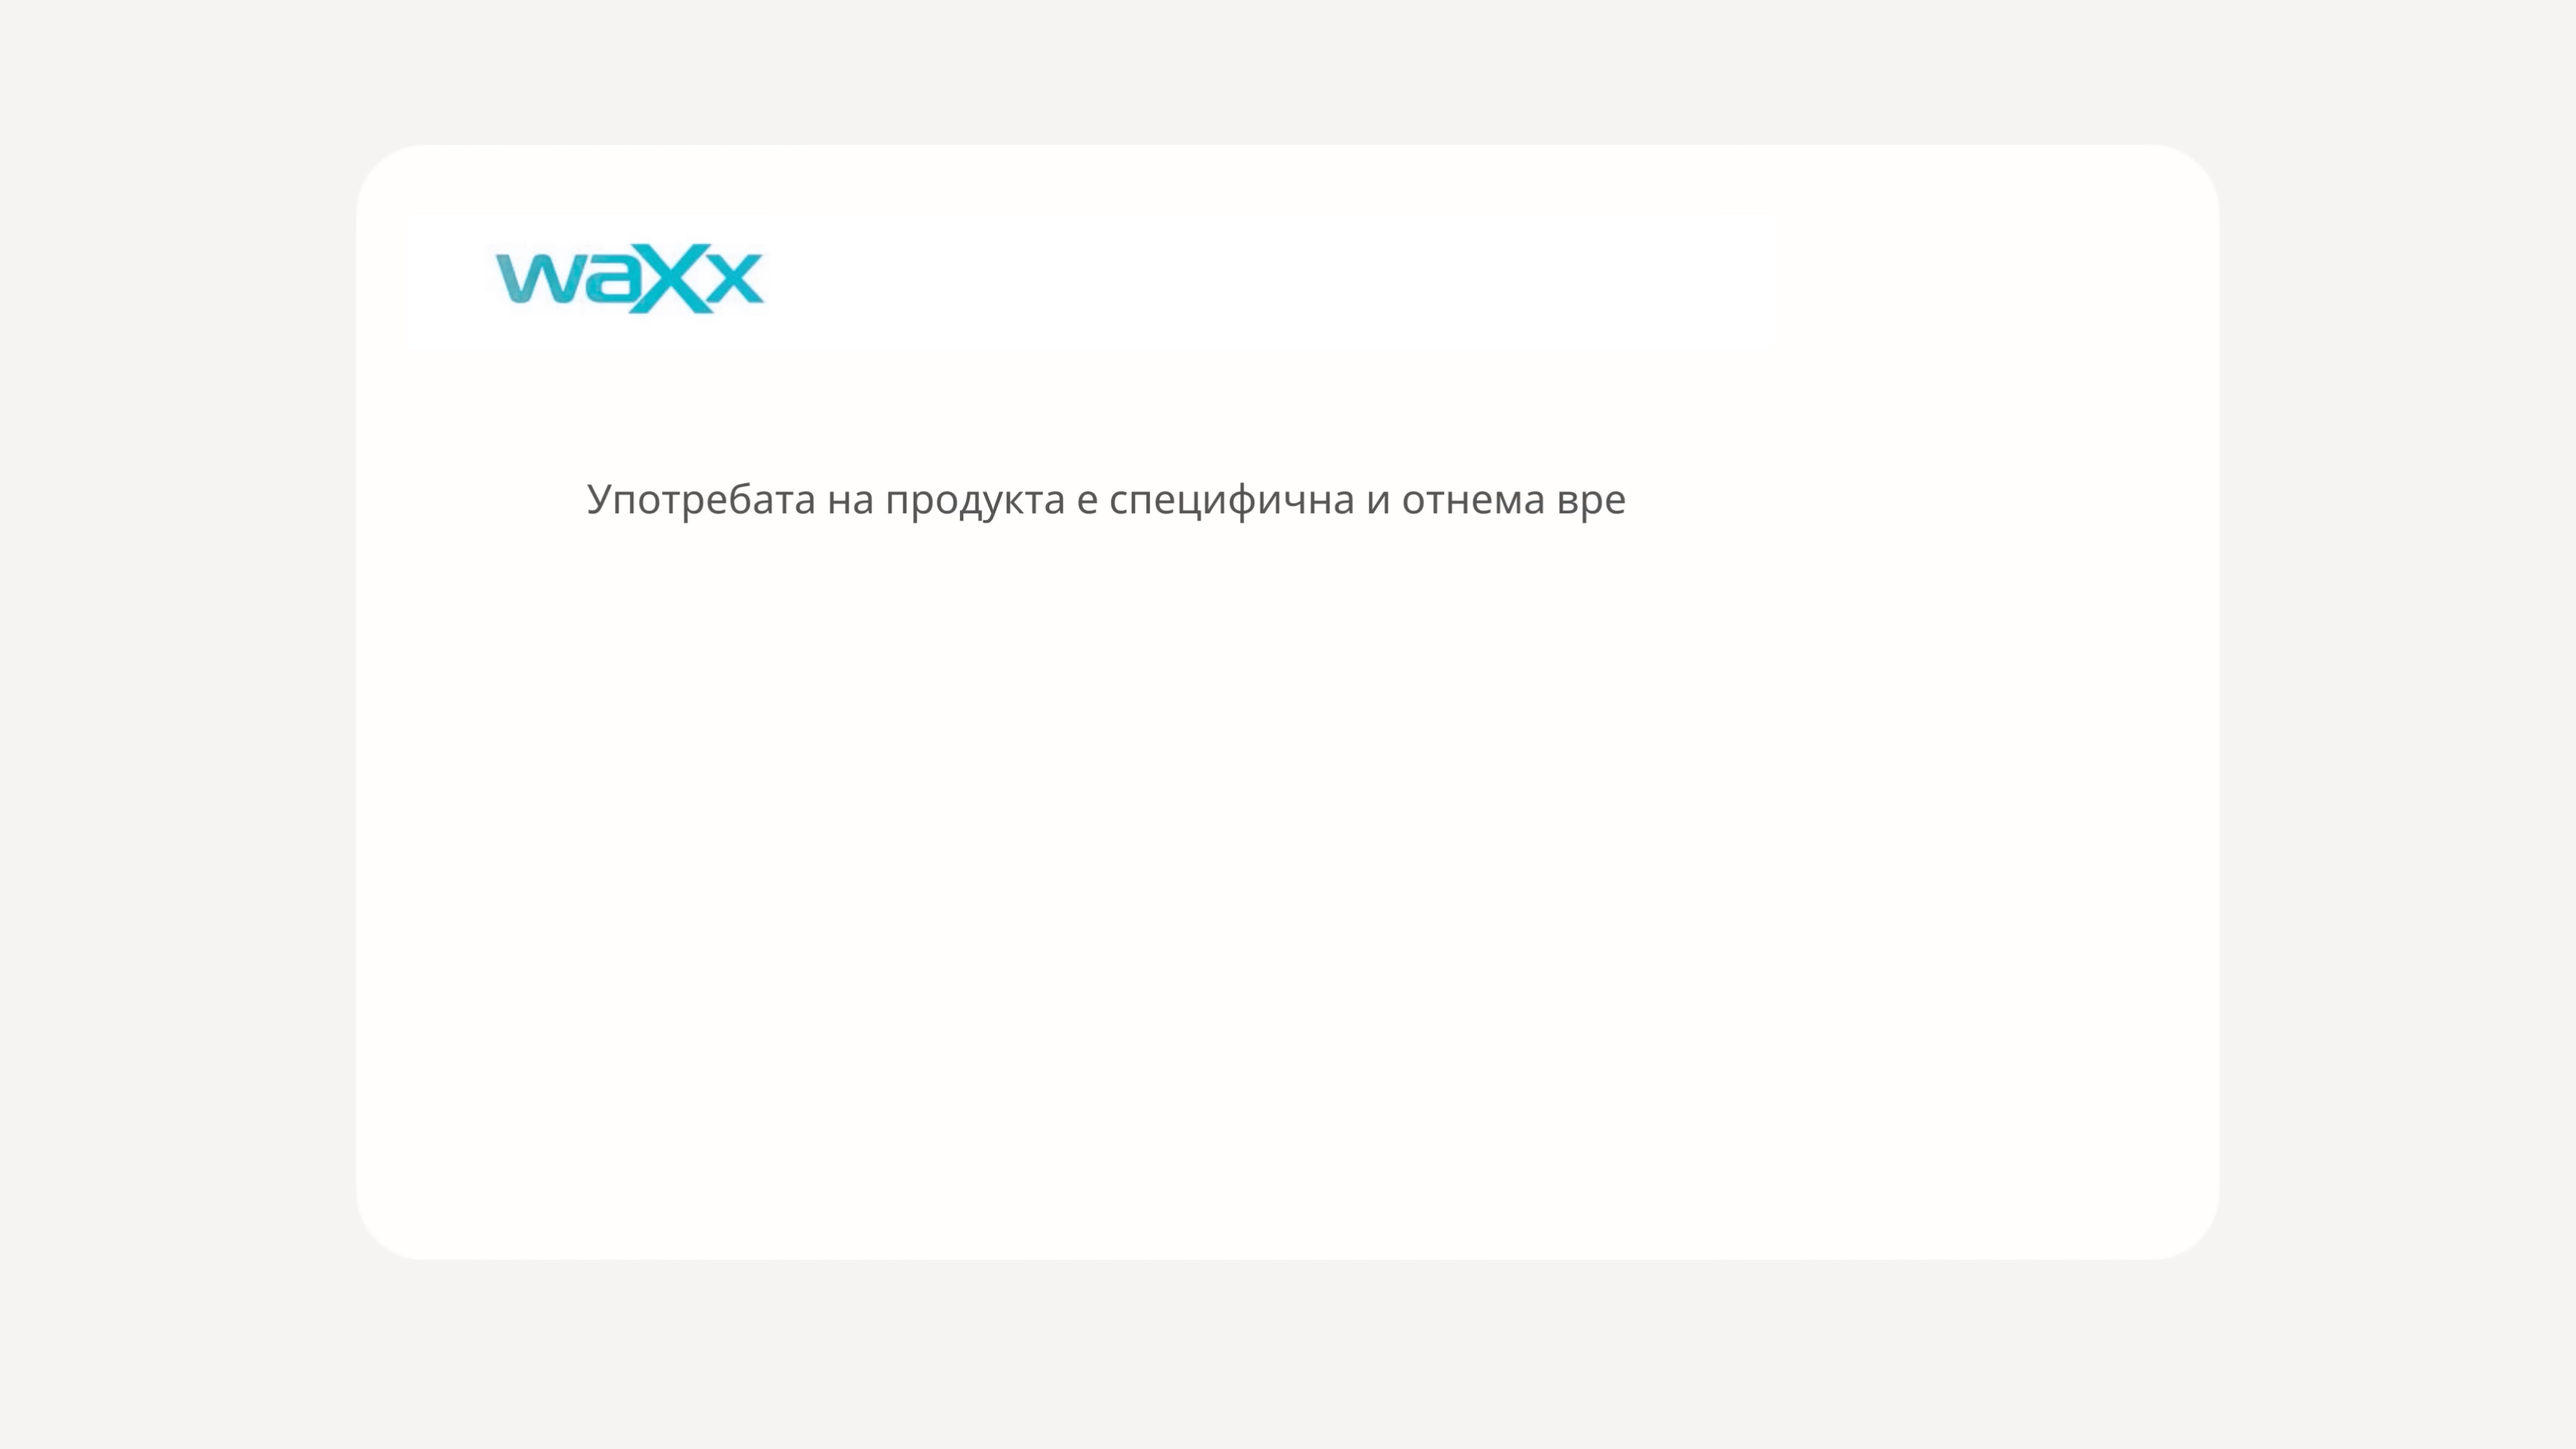 waXx
Употребата на продукта е специфична и отнема вре